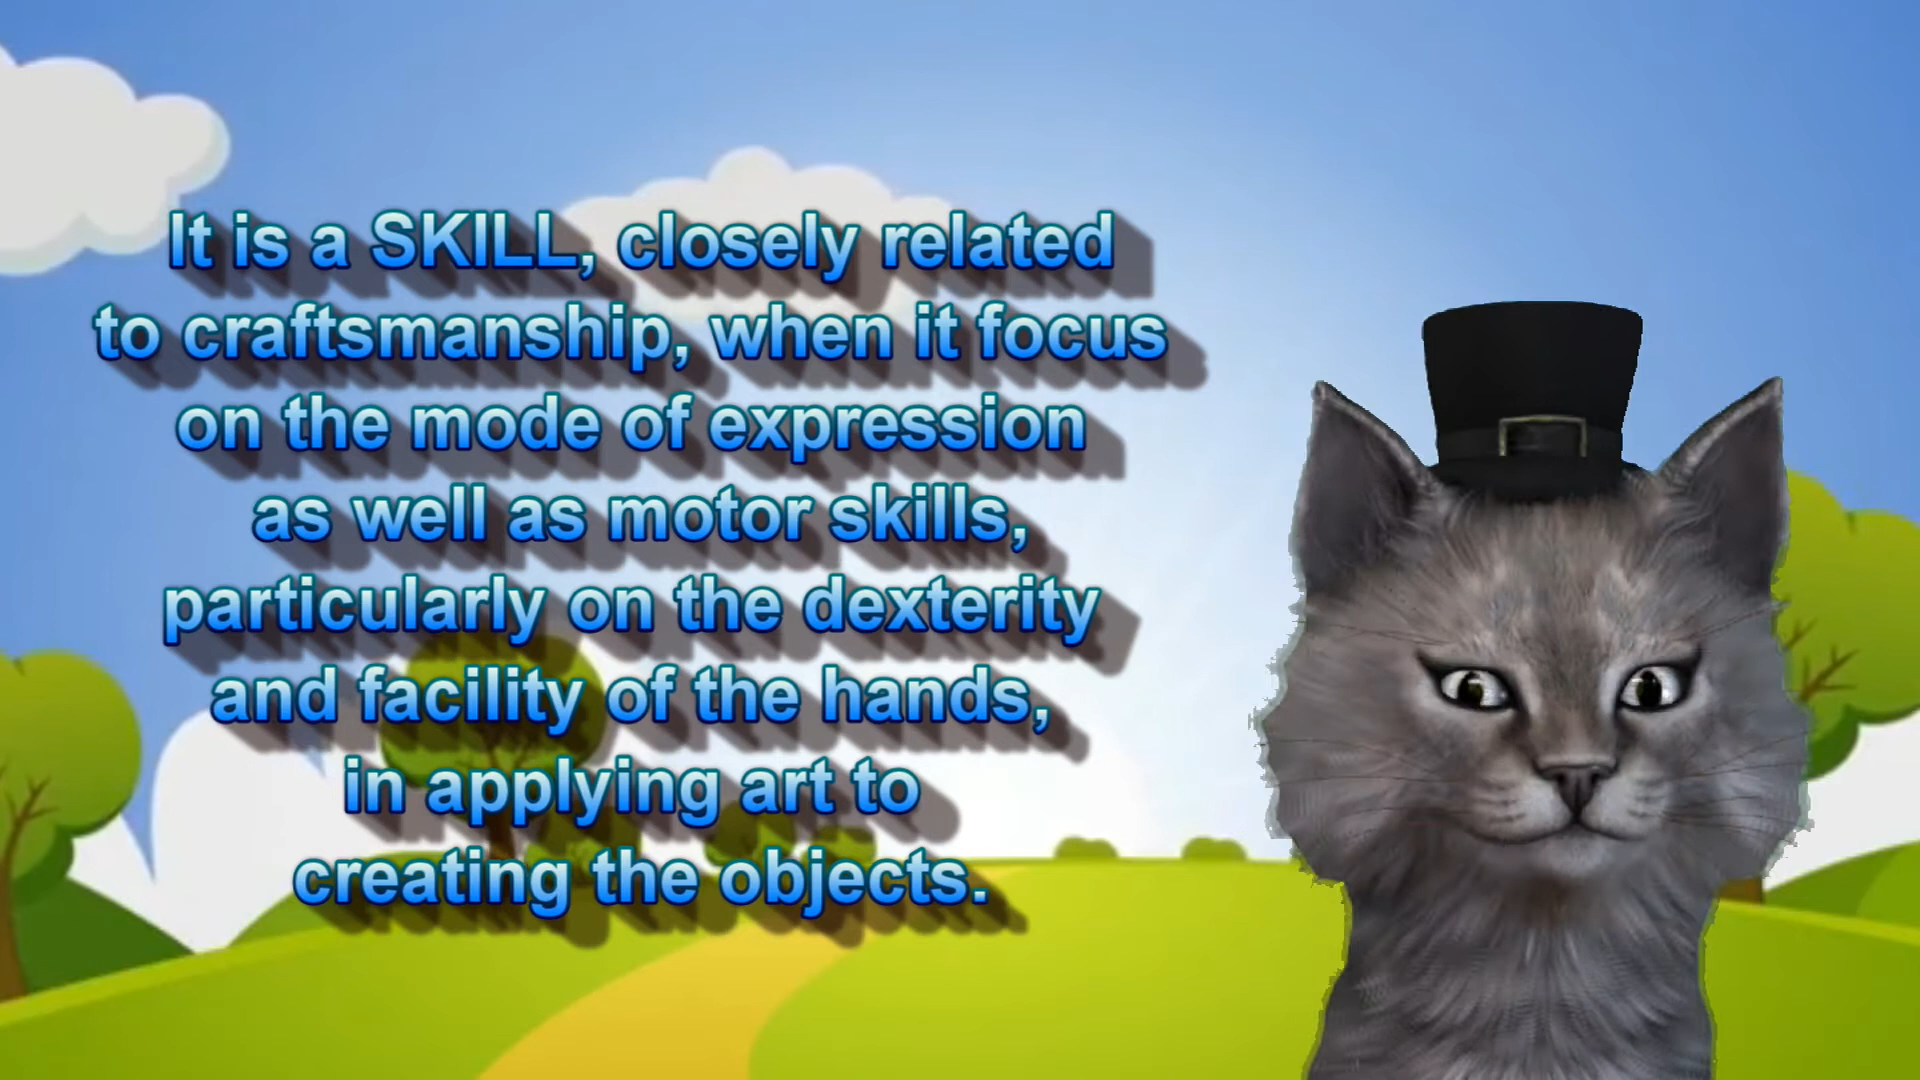 It is a SKILL, closely related
to craftsmanship, when it focus
on the mode of expression
as well as motor skills,
particularly on the dexterity
and facility of the hands,
in applying art to
creating the objects.